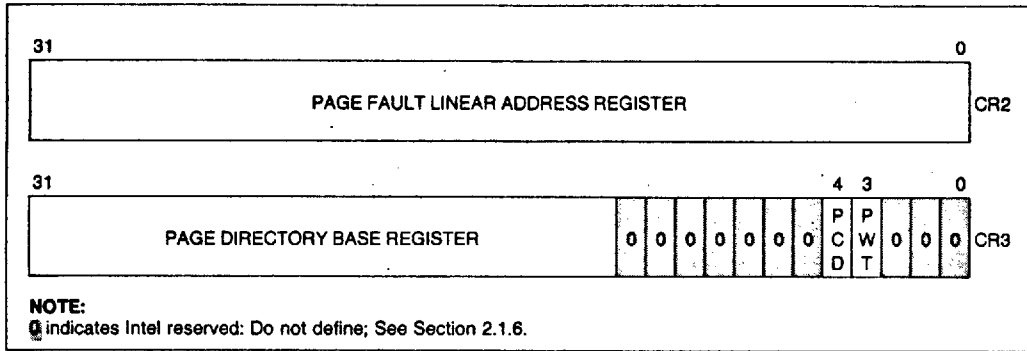 31 0
PAGE FAULT LINEAR ADDRESS REGISTER CR2
31 4 3 0
PAGE DIRECTORY BASE REGISTER 0 0 0 0 0 0 0 PCD PWT 0 0 0 CR3
NOTE:
0 indicates Intel reserved: Do not define; See Section 2.1.6.